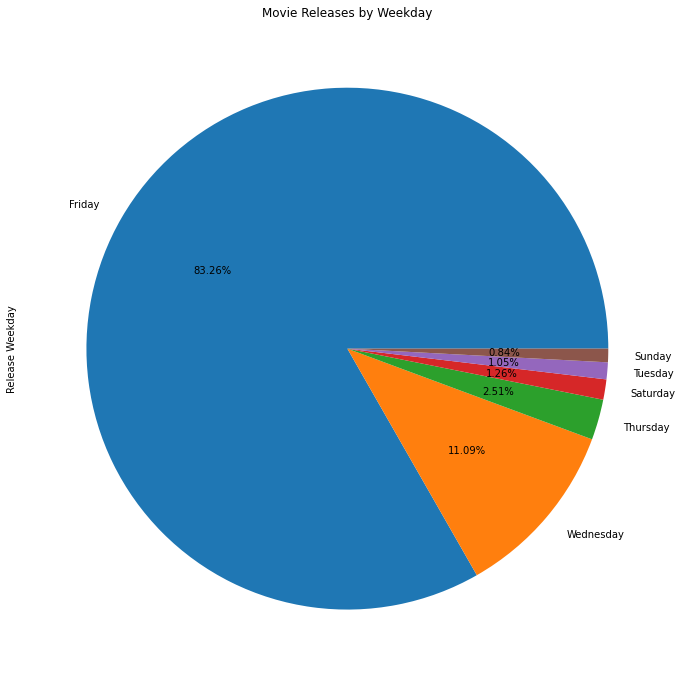 Movie Releases by Weekday
Friday
83.26%
Release Weekday
0.84%
Sunday
1.05%
Tuesday
1.26%
Saturday
2.51%
Thursday
11.09%
Wednesday